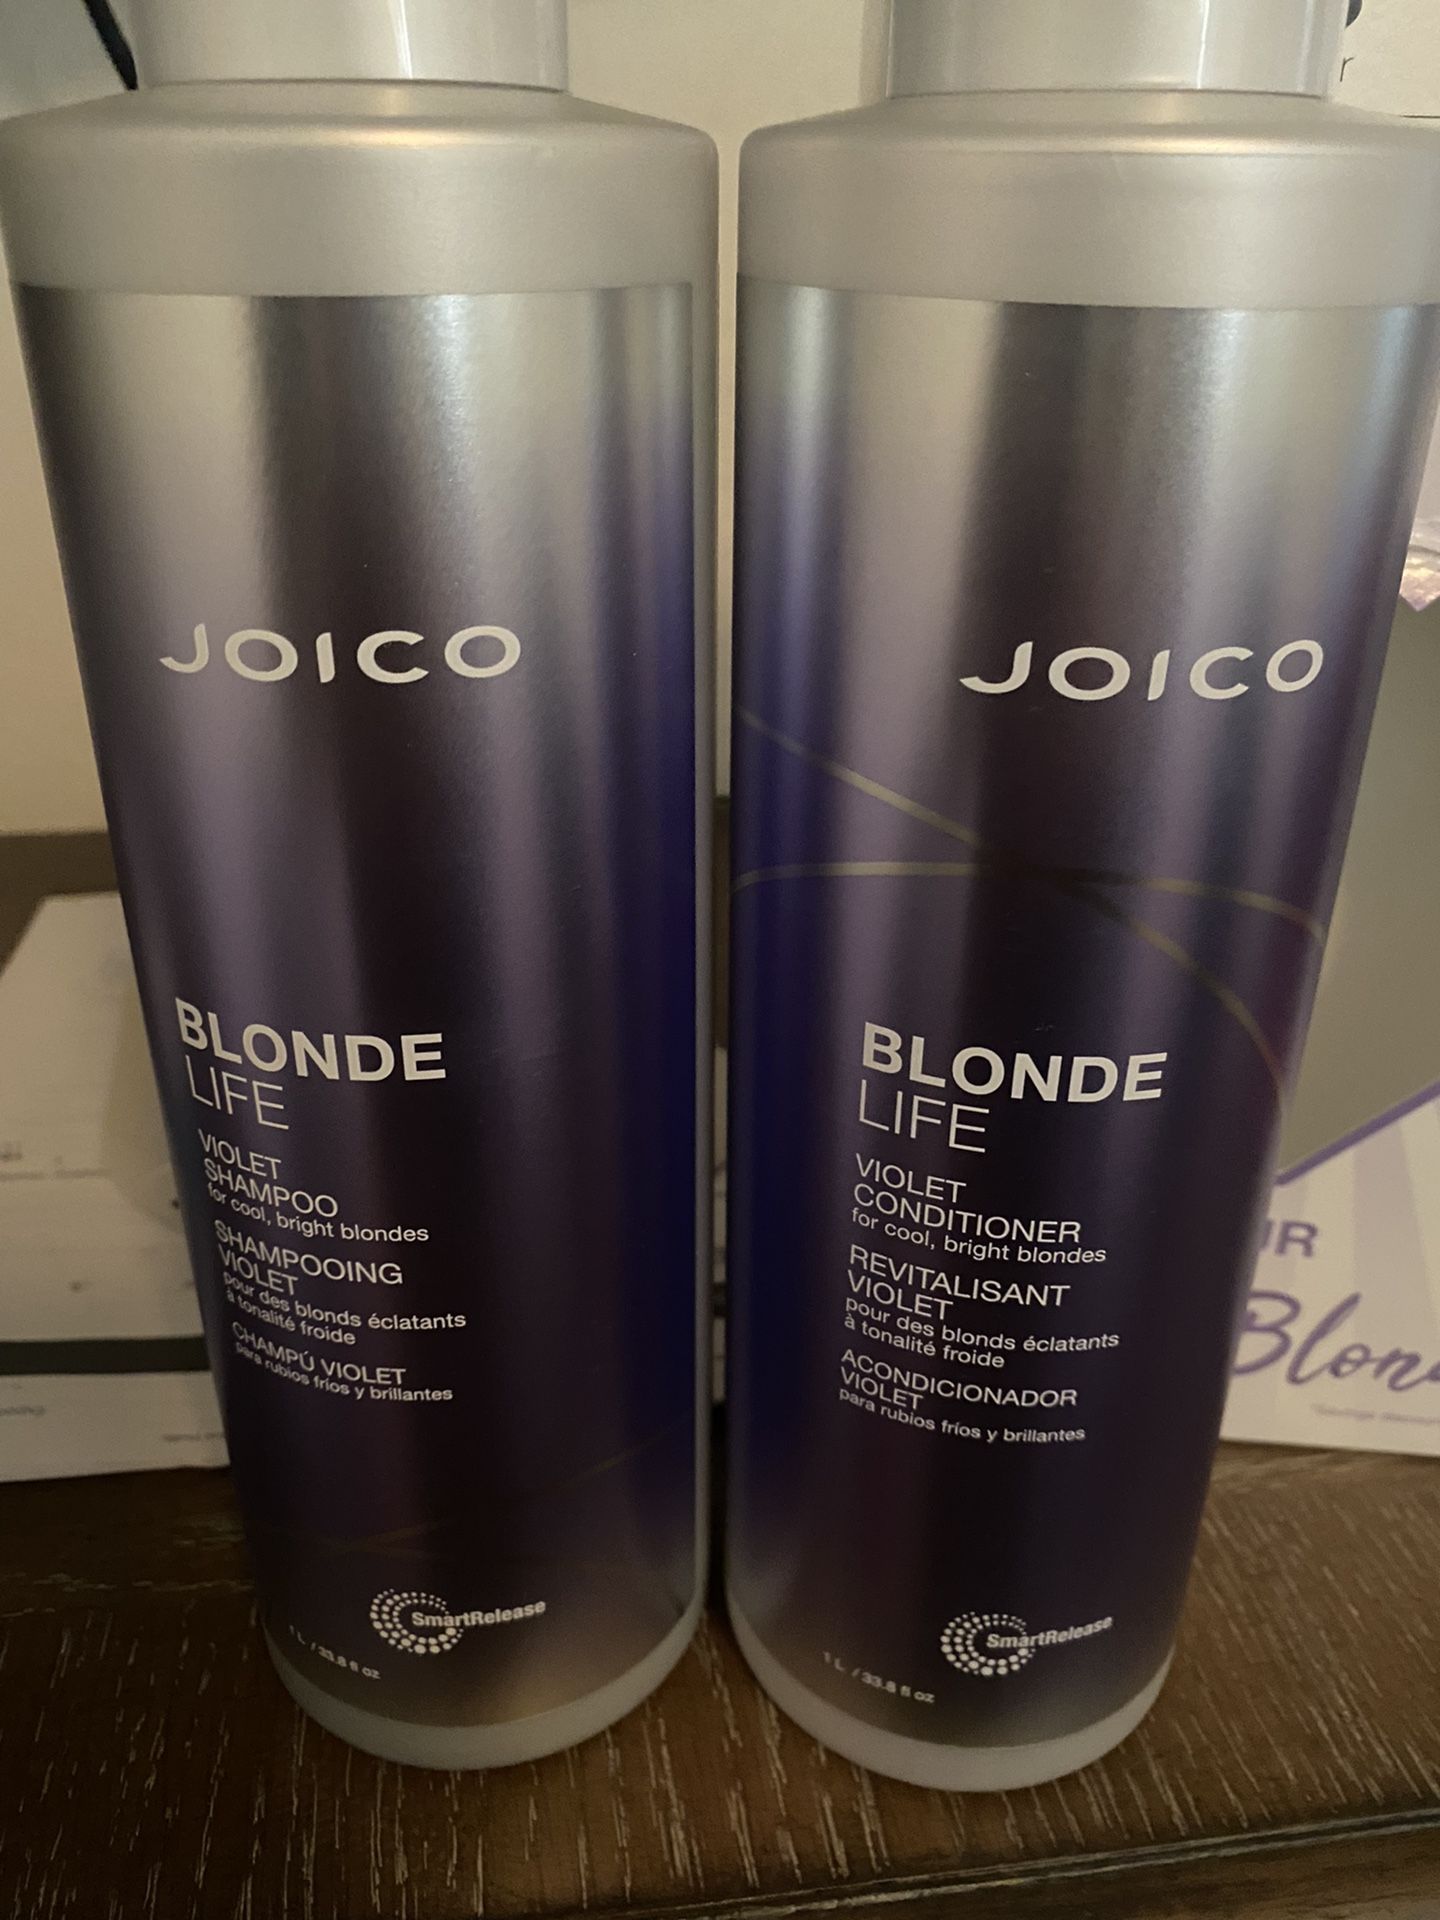 JOICO
BLONDE
LIFE
VIOLET
SHAMPOO
for cool, bright blondes
SHAMPOOING
VIOLET
pour des blonds éclatants
à tonalité froide
CHAMPÚ VIOLET
para rubios fríos y brillantes
SmartRelease
1 L / 33.8 fl oz
JOICO
BLONDE
LIFE
VIOLET
CONDITIONER
for cool, bright blondes
REVITALISANT
VIOLET
pour des blonds éclatants
à tonalité froide
ACONDICIONADOR
VIOLET
para rubios fríos y brillantes
SmartRelease
1 L / 33.8 fl oz
r
UR
Blon